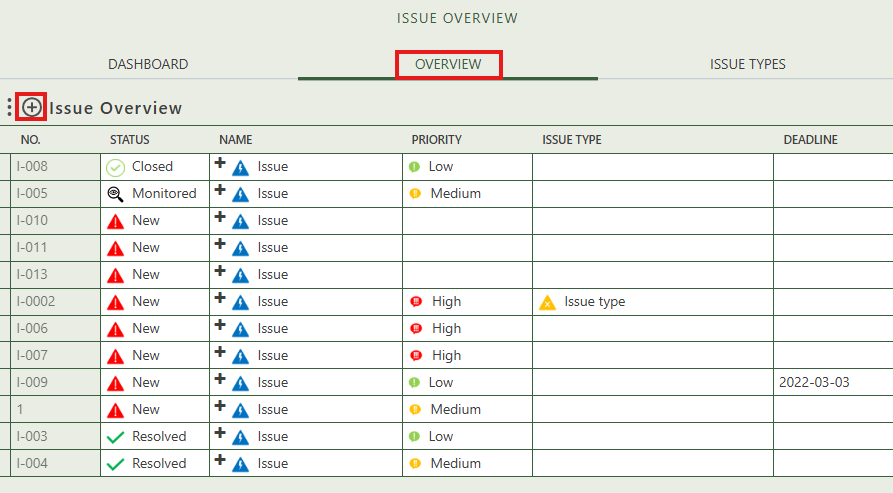 ISSUE OVERVIEW
DASHBOARD OVERVIEW ISSUE TYPES
Issue Overview
NO. STATUS NAME PRIORITY ISSUE TYPE DEADLINE
I-008 Closed Issue Low
I-005 Monitored Issue Medium
I-010 New Issue
I-011 New Issue
I-013 New Issue
I-0002 New Issue High Issue type
I-006 New Issue High
I-007 New Issue High
I-009 New Issue Low 2022-03-03
1 New Issue Medium
I-003 Resolved Issue Low
I-004 Resolved Issue Medium